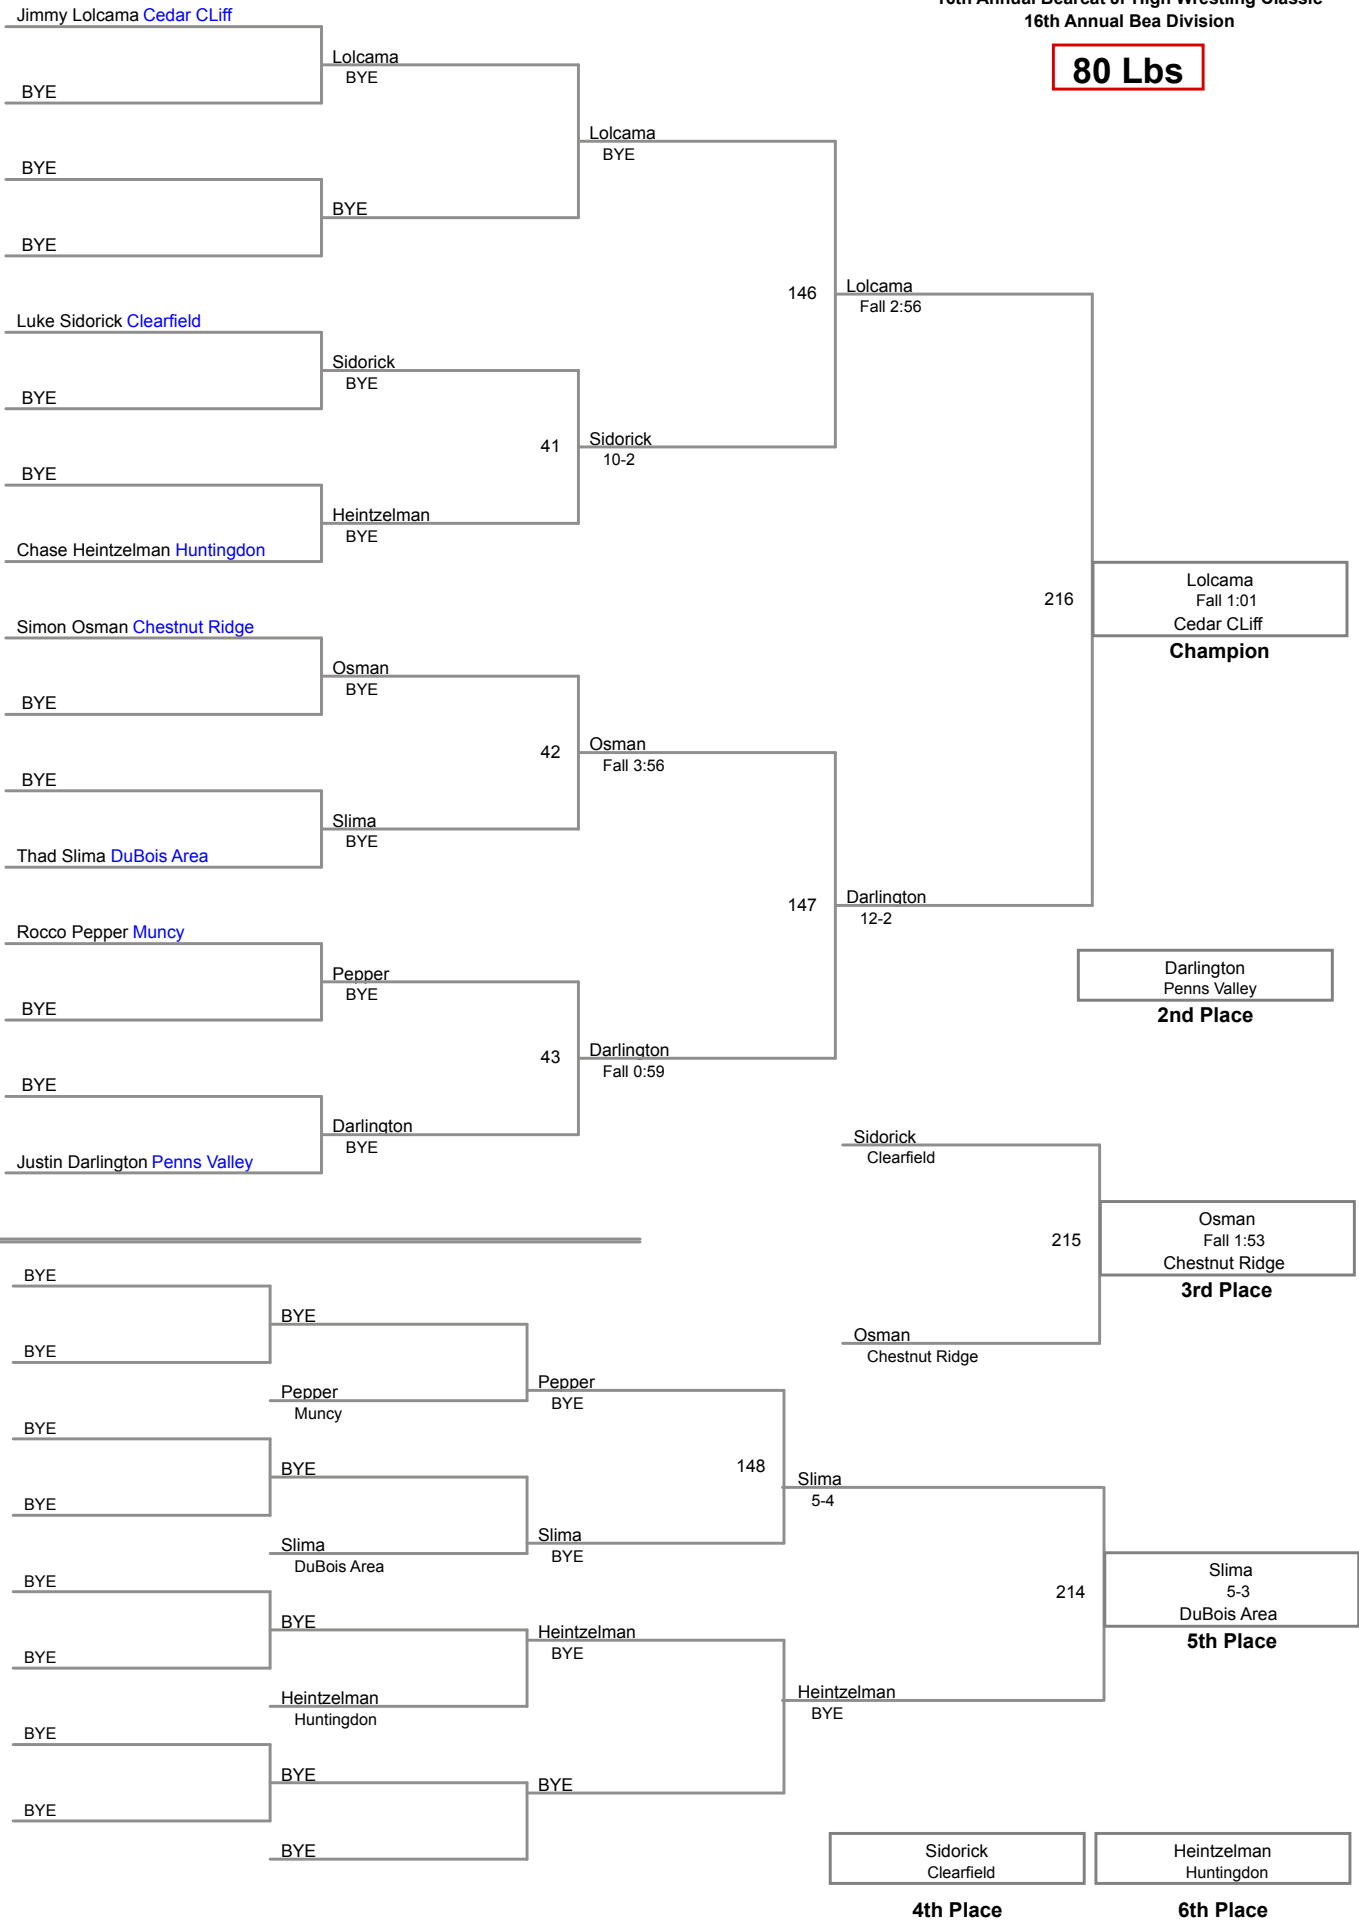 16th Annual Bearcat Jr High Wrestling Classic
16th Annual Bea Division
80 Lbs
Jimmy Lolcama Cedar CLiff
Lolcama
BYE
BYE
Lolcama
BYE
BYE
BYE
BYE
146
Lolcama
Fall 2:56
Luke Sidorick Clearfield
Sidorick
BYE
BYE
41
Sidorick
10-2
BYE
Heintzelman
BYE
Chase Heintzelman Huntingdon
216
Lolcama
Fall 1:01
Cedar CLiff
Champion
Simon Osman Chestnut Ridge
Osman
BYE
BYE
42
Osman
Fall 3:56
BYE
Slima
BYE
Thad Slima DuBois Area
147
Darlington
12-2
Rocco Pepper Muncy
Pepper
BYE
BYE
Darlington
Penns Valley
2nd Place
43
Darlington
Fall 0:59
BYE
Darlington
BYE
Justin Darlington Penns Valley
Sidorick
Clearfield
215
Osman
Fall 1:53
Chestnut Ridge
3rd Place
Osman
Chestnut Ridge
BYE
BYE
BYE
Pepper
Muncy
Pepper
BYE
BYE
BYE
BYE
148
Slima
5-4
Slima
DuBois Area
Slima
BYE
BYE
BYE
BYE
Heintzelman
BYE
214
Slima
5-3
DuBois Area
5th Place
Heintzelman
Huntingdon
Heintzelman
BYE
BYE
BYE
BYE
BYE
BYE
Sidorick
Clearfield
4th Place
Heintzelman
Huntingdon
6th Place